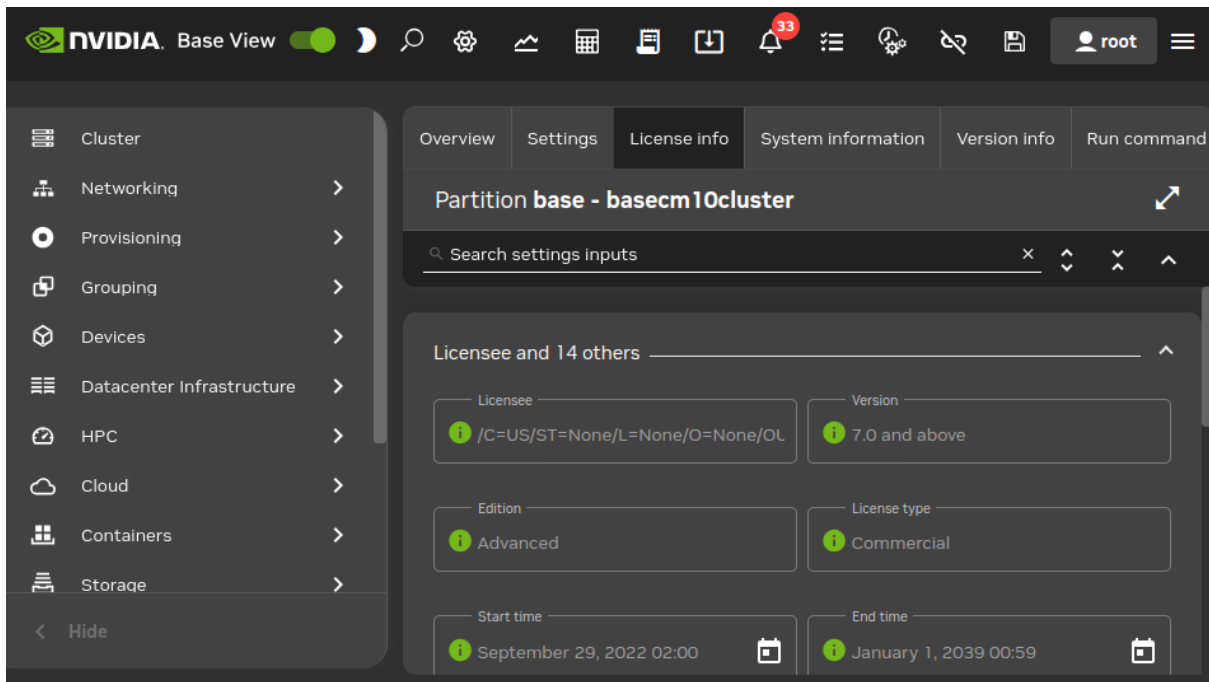 NVIDIA. Base View 33 root
Cluster
Networking
Provisioning
Grouping
Devices
Datacenter Infrastructure
HPC
Cloud
Containers
Storage
Hide
Overview Settings License info System information Version info Run command
Partition base - basecm10cluster
Search settings inputs
Licensee and 14 others
Licensee Version
/C=US/ST=None/L=None/O=None/OU 7.0 and above
Edition License type
Advanced Commercial
Start time End time
September 29, 2022 02:00 January 1, 2039 00:59